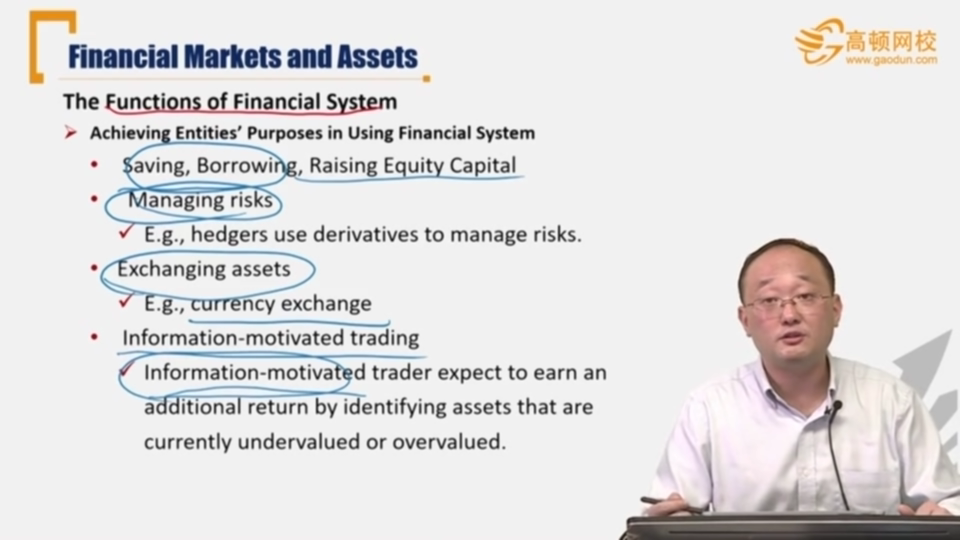 Financial Markets and Assets
高顿网校
www.gaodun.com
The Functions of Financial System
Achieving Entities' Purposes in Using Financial System
Saving, Borrowing, Raising Equity Capital
Managing risks
E.g., hedgers use derivatives to manage risks.
Exchanging assets
E.g., currency exchange
Information-motivated trading
Information-motivated trader expect to earn an
additional return by identifying assets that are
currently undervalued or overvalued.